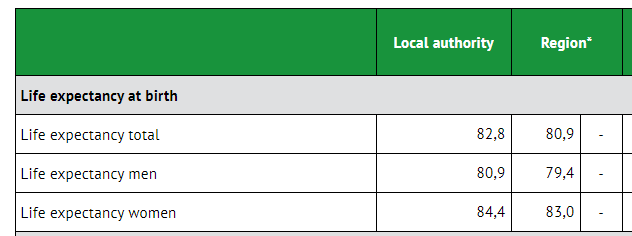 Local authority Region*
Life expectancy at birth
Life expectancy total 82,8 80,9 -
Life expectancy men 80,9 79,4 -
Life expectancy women 84,4 83,0 -